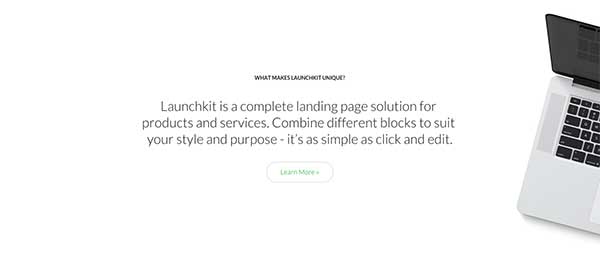 WHAT MAKES LAUNCHKIT UNIQUE?
Launchkit is a complete landing page solution for
products and services. Combine different blocks to suit
your style and purpose - it's as simple as click and edit.
Learn More »